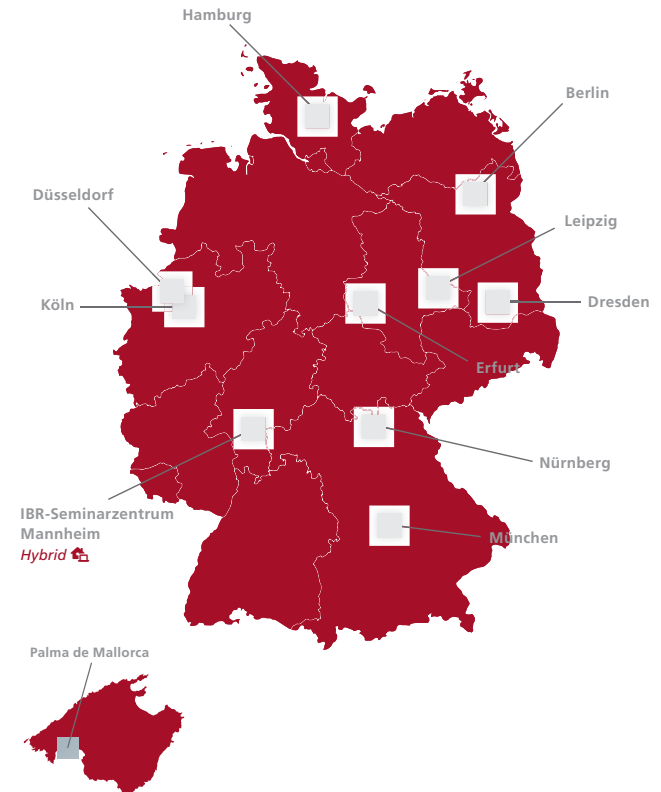 Hamburg
Berlin
Düsseldorf
Leipzig
Köln
Dresden
Erfurt
Nürnberg
IBR-Seminarzentrum
Mannheim
Hybrid
München
Palma de Mallorca